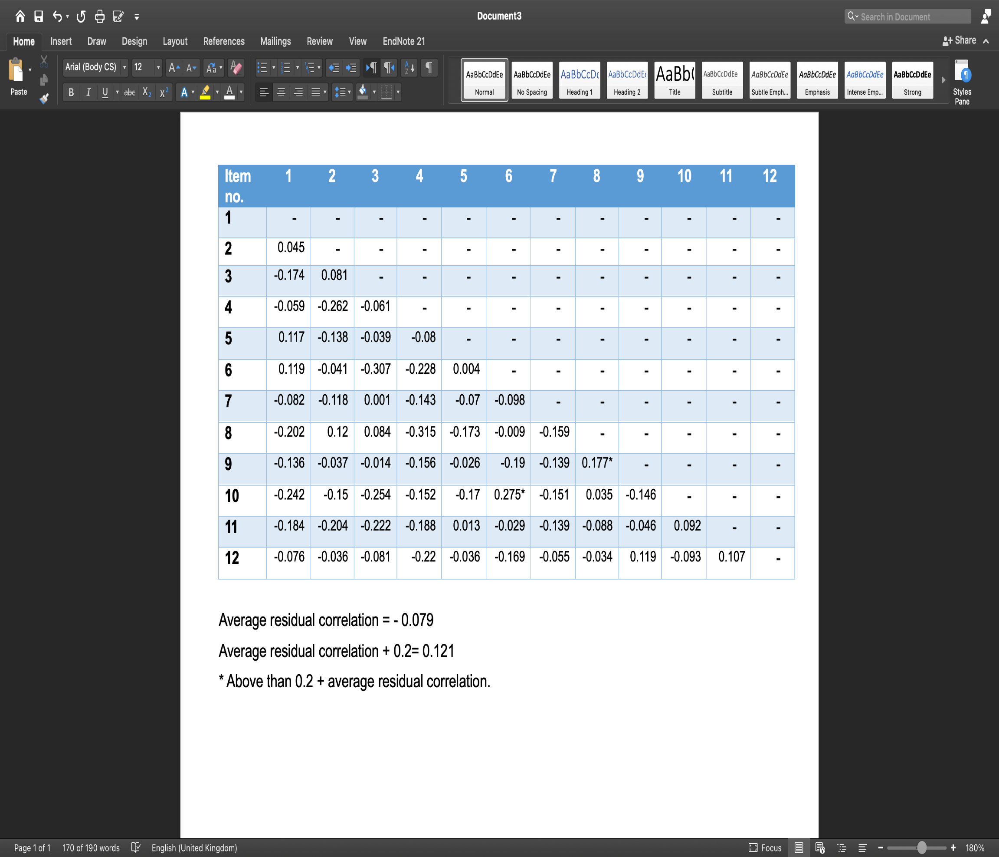 Document3
Search in Document
Home Insert Draw Design Layout References Mailings Review View EndNote 21
Share
Paste
Arial (Body CS) 12
AaBbCcDdEe AaBbCcDdEe AaBbCcDc AaBbCcDdEe AaBb( AaBbCcDdEe AaBbCcDdEe AaBbCcDdEe AaBbCcDdEe AaBbCcDdEe
Normal No Spacing Heading 1 Heading 2 Title Subtitle Subtle Emph... Emphasis Intense Emp... Strong
Styles
Pane
Item 1 2 3 4 5 6 7 8 9 10 11 12
no.
1 - - - - - - - - - - - -
2 0.045 - - - - - - - - - - -
3 -0.174 0.081 - - - - - - - - - -
4 -0.059 -0.262 -0.061 - - - - - - - - -
5 0.117 -0.138 -0.039 -0.08 - - - - - - - -
6 0.119 -0.041 -0.307 -0.228 0.004 - - - - - - -
7 -0.082 -0.118 0.001 -0.143 -0.07 -0.098 - - - - - -
8 -0.202 0.12 0.084 -0.315 -0.173 -0.009 -0.159 - - - - -
9 -0.136 -0.037 -0.014 -0.156 -0.026 -0.19 -0.139 0.177* - - - -
10 -0.242 -0.15 -0.254 -0.152 -0.17 0.275* -0.151 0.035 -0.146 - - -
11 -0.184 -0.204 -0.222 -0.188 0.013 -0.029 -0.139 -0.088 -0.046 0.092 - -
12 -0.076 -0.036 -0.081 -0.22 -0.036 -0.169 -0.055 -0.034 0.119 -0.093 0.107 -
Average residual correlation = - 0.079
Average residual correlation + 0.2= 0.121
* Above than 0.2 + average residual correlation.
Page 1 of 1 170 of 190 words English (United Kingdom) Focus 180%